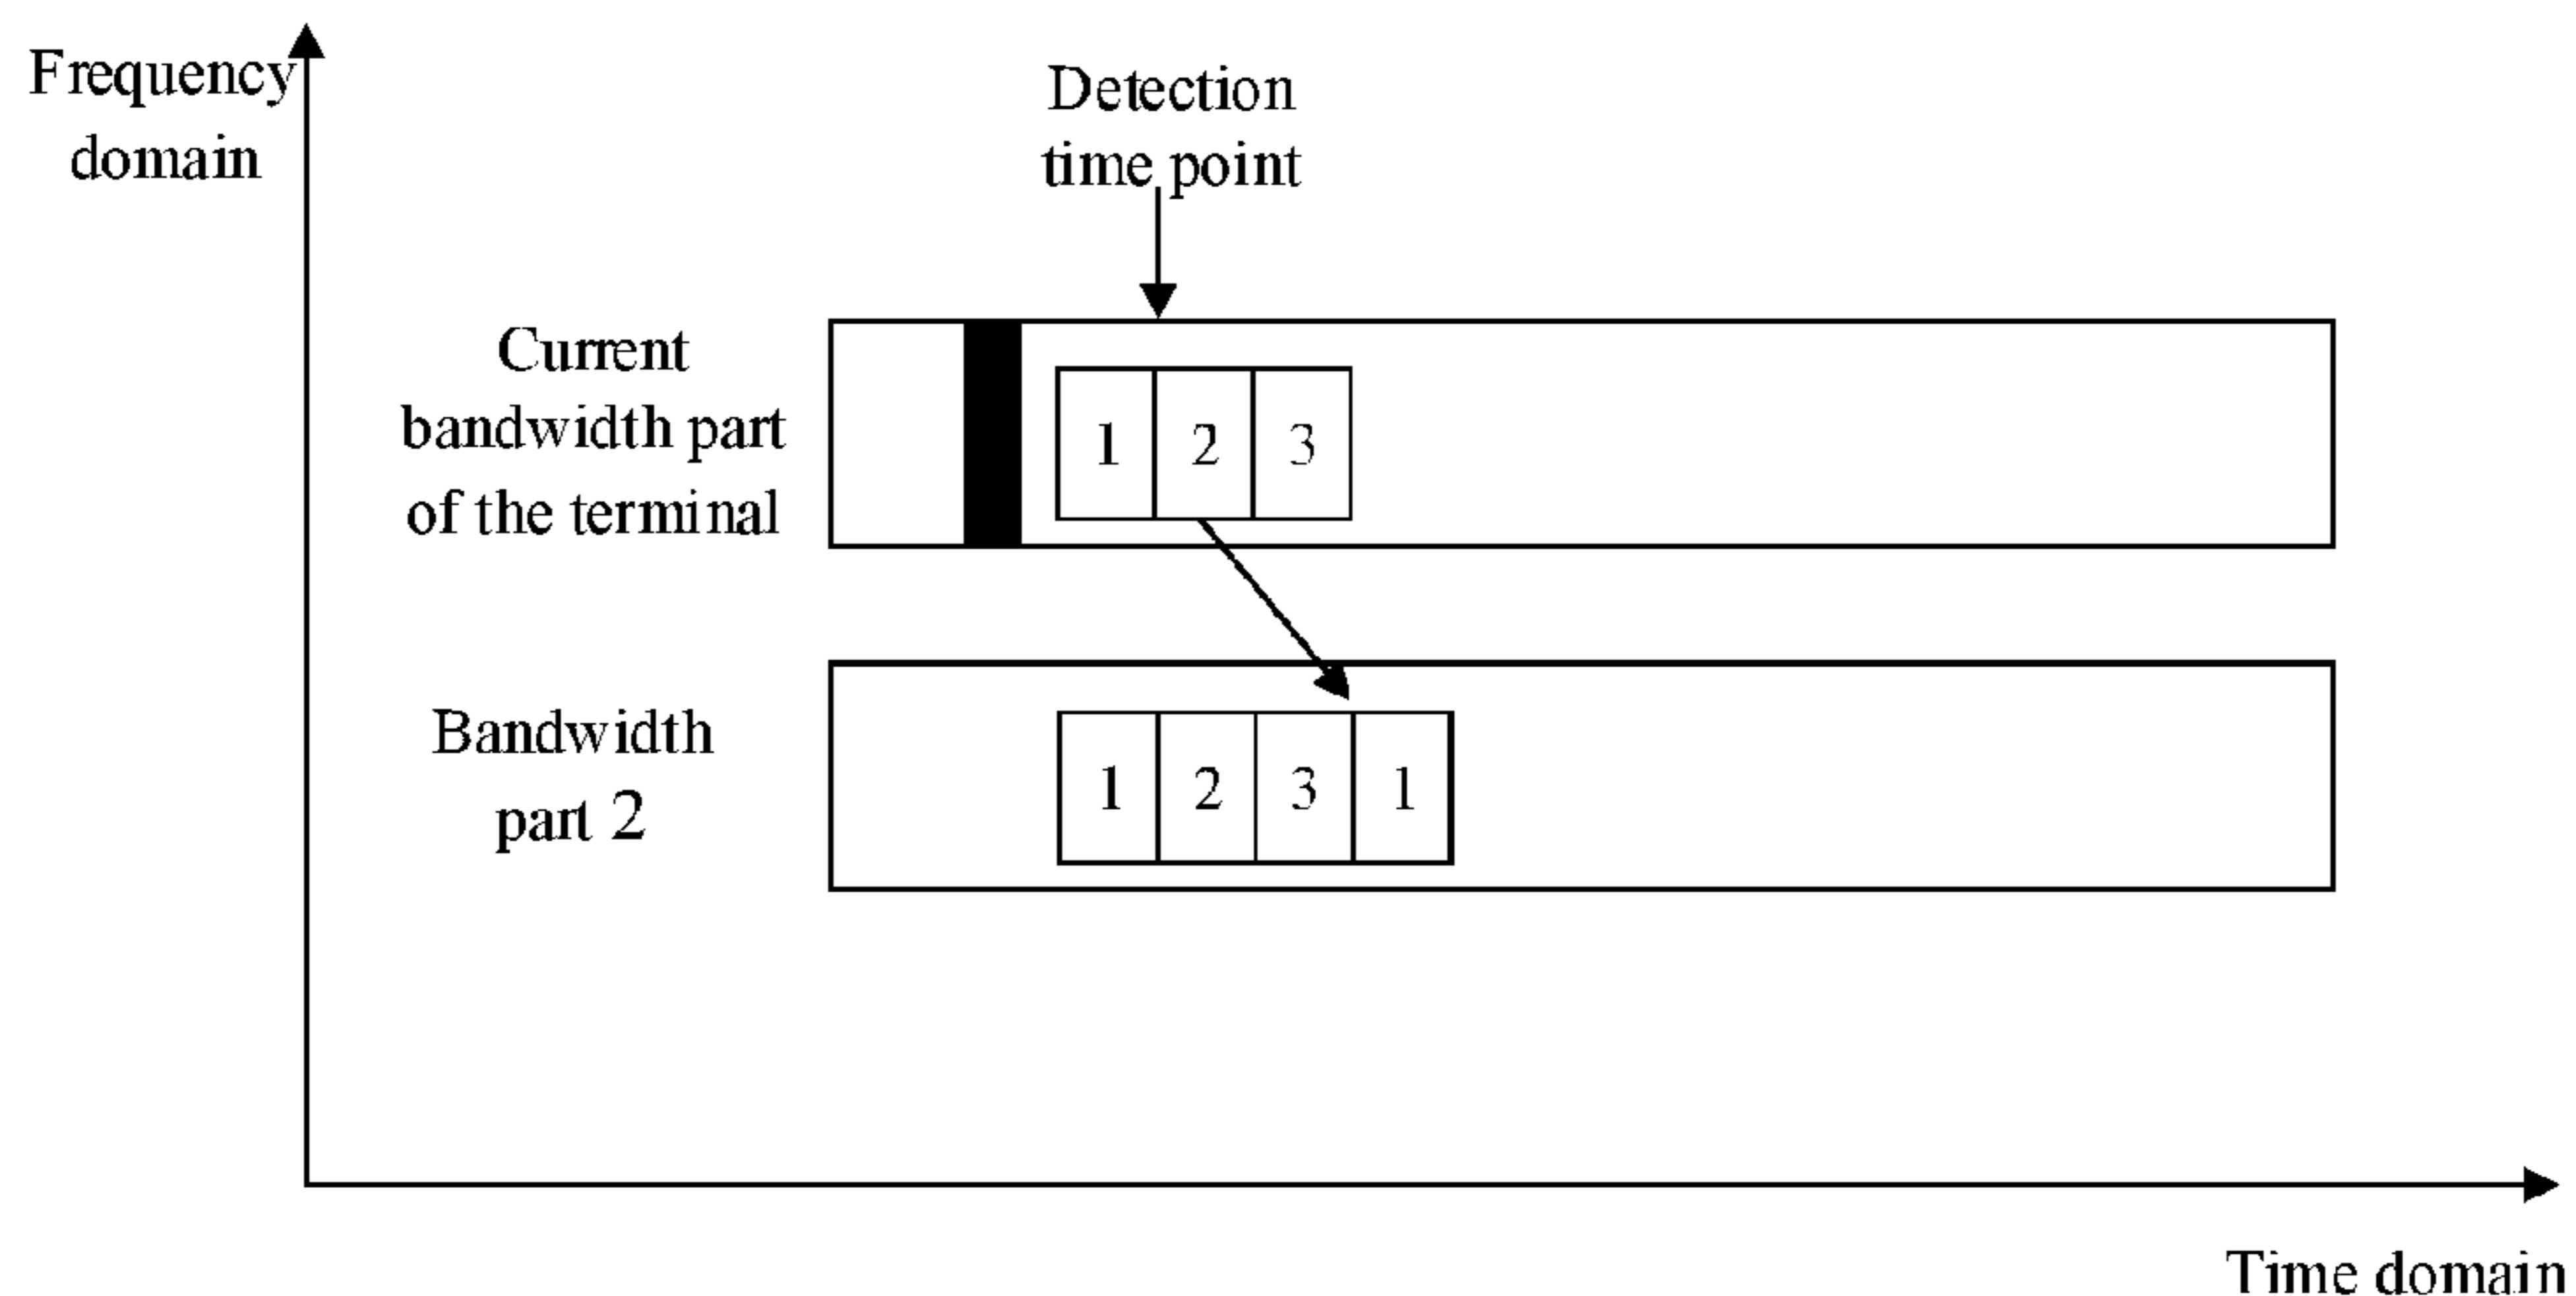 Frequency
domain
Detection
time point
Current
bandwidth part
of the terminal
1 2 3
Bandwidth
part 2
1 2 3 1
Time domain